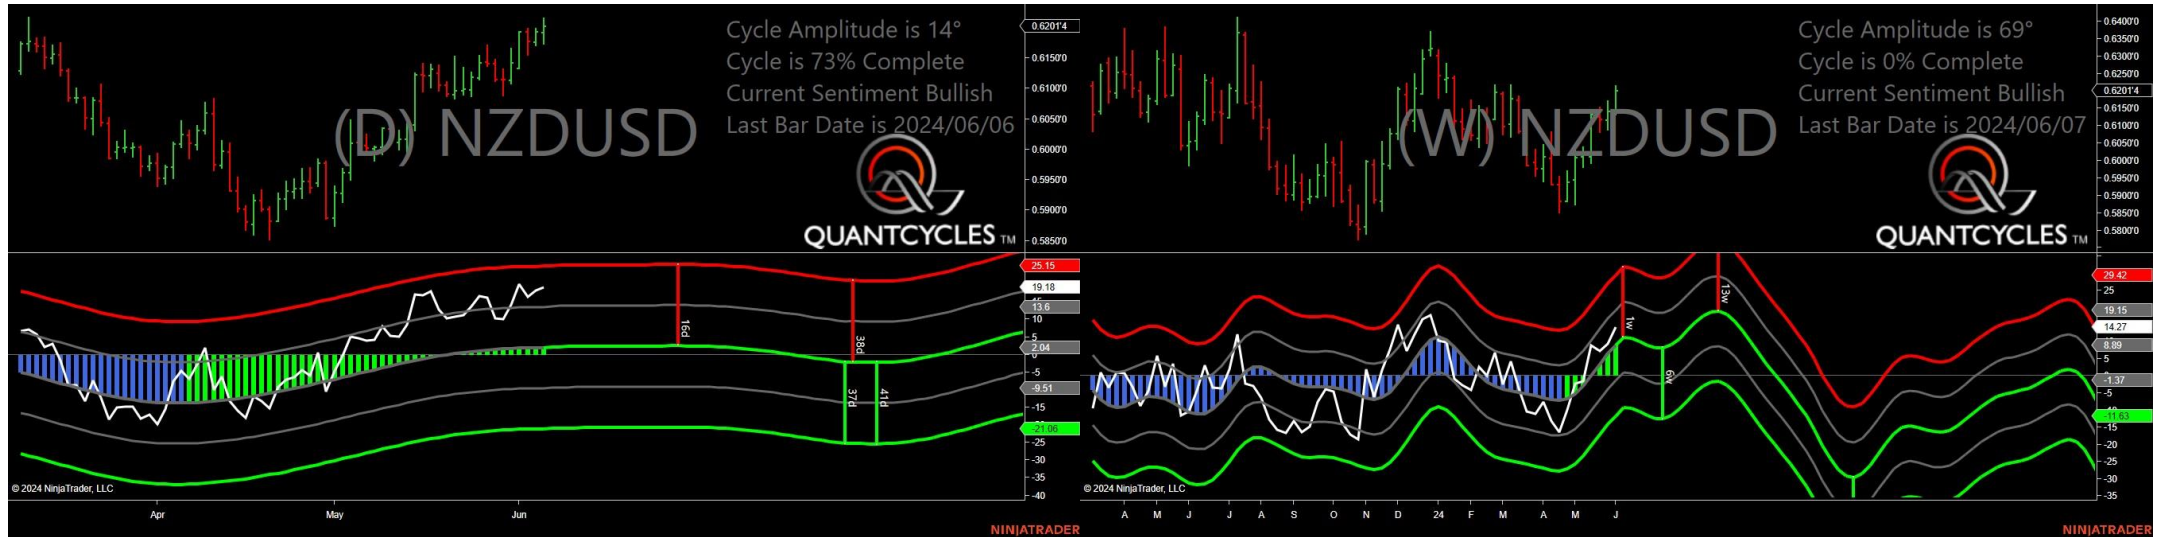 Cycle Amplitude is 14°
Cycle is 73% Complete
Current Sentiment Bullish
Last Bar Date is 2024/06/06
(D) NZDUSD
QUANTCYCLES TM
0.6201'4
0.6150'0
0.6100'0
0.6050'0
0.6000'0
0.5950'0
0.5900'0
0.5850'0
25.15
19.18
13.6
10
5
2.04
-5
-9.51
-15
-21.06
-25
-30
-35
-40
16d
38d
37d
41d
© 2024 NinjaTrader, LLC
Apr
May
Jun
NINJATRADER
Cycle Amplitude is 69°
Cycle is 0% Complete
Current Sentiment Bullish
Last Bar Date is 2024/06/07
(W) NZDUSD
QUANTCYCLES TM
0.6400'0
0.6350'0
0.6300'0
0.6250'0
0.6201'4
0.6150'0
0.6100'0
0.6050'0
0.6000'0
0.5950'0
0.5900'0
0.5850'0
0.5800'0
29.42
25
19.15
14.27
8.89
5
-1.37
-5
-11.63
-15
-20
-25
-30
-35
1w
6w
13w
© 2024 NinjaTrader, LLC
A
M
J
J
A
S
O
N
D
24
F
M
A
M
J
NINJATRADER